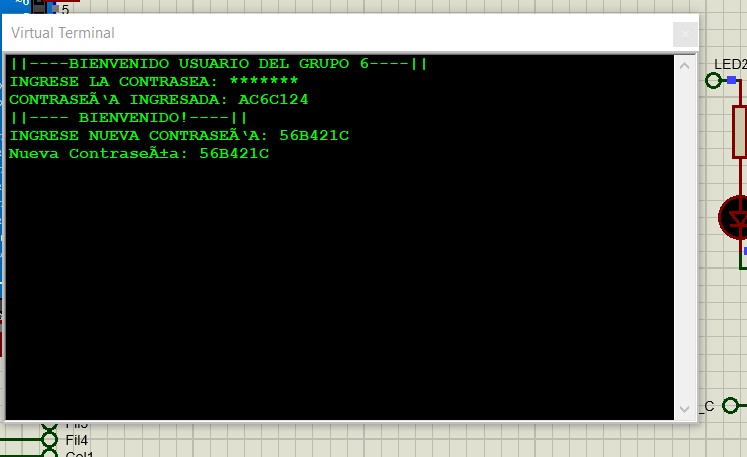 5
Virtual Terminal
||----BIENVENIDO USUARIO DEL GRUPO 6----||
INGRESE LA CONTRASEA: *******
CONTRASEÃ‘A INGRESADA: AC6C124
||---- BIENVENIDO!----||
INGRESE NUEVA CONTRASEÃ‘A: 56B421C
Nueva ContraseÃ±a: 56B421C
LED2
_C
Fil4
Col1